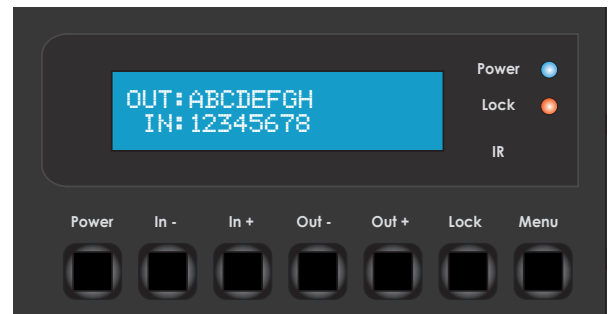 Power
OUT:ABCDEFGH
IN:12345678
Lock
IR
Power In - In + Out - Out + Lock Menu